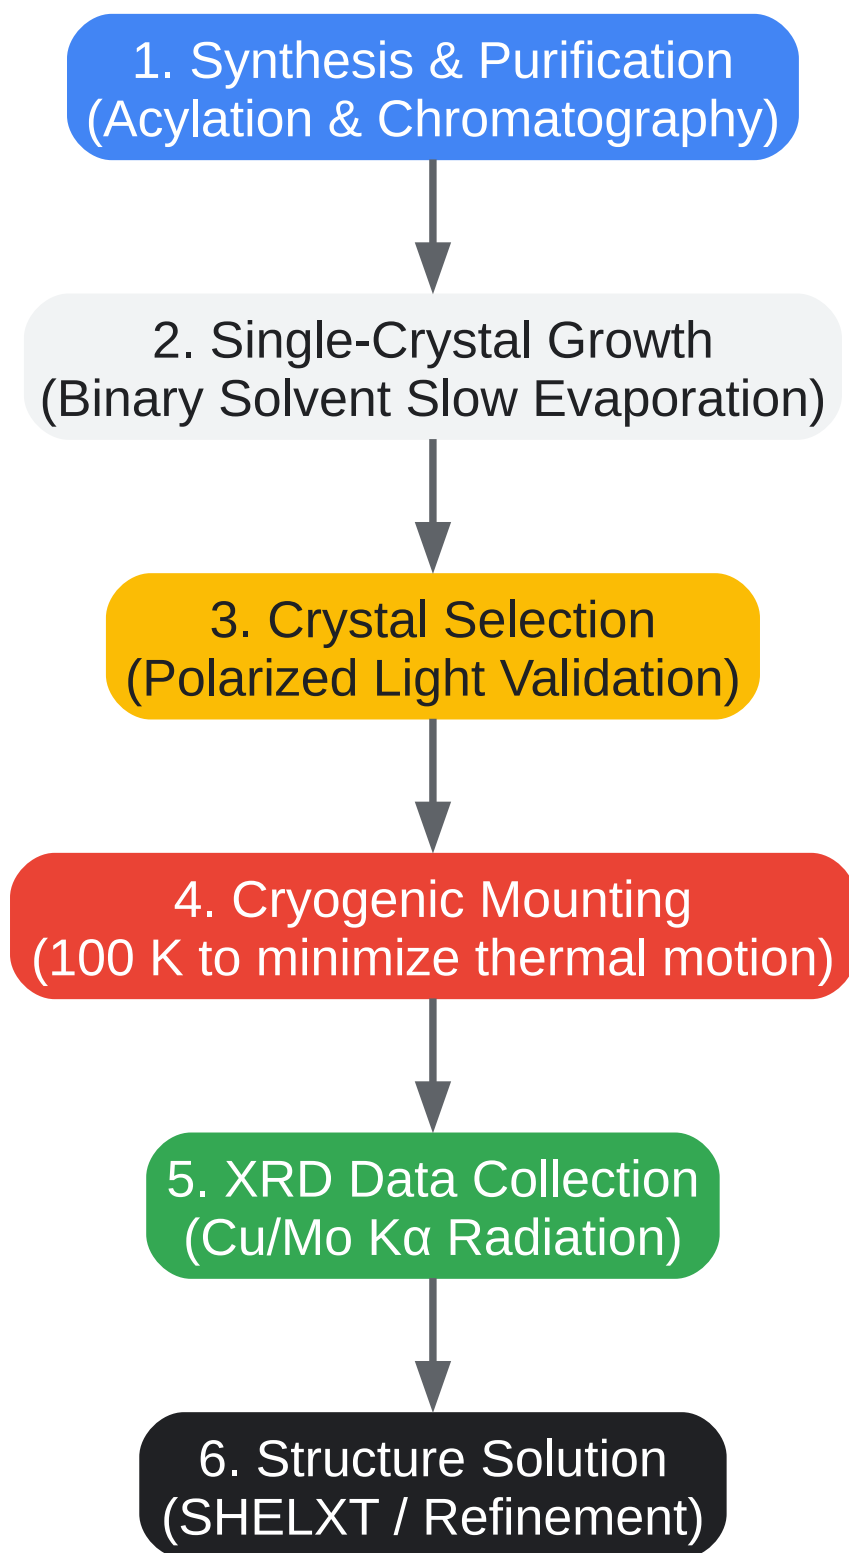 1. Synthesis & Purification
(Acylation & Chromatography)
2. Single-Crystal Growth
(Binary Solvent Slow Evaporation)
3. Crystal Selection
(Polarized Light Validation)
4. Cryogenic Mounting
(100 K to minimize thermal motion)
5. XRD Data Collection
(Cu/Mo Kα Radiation)
6. Structure Solution
(SHELXT / Refinement)